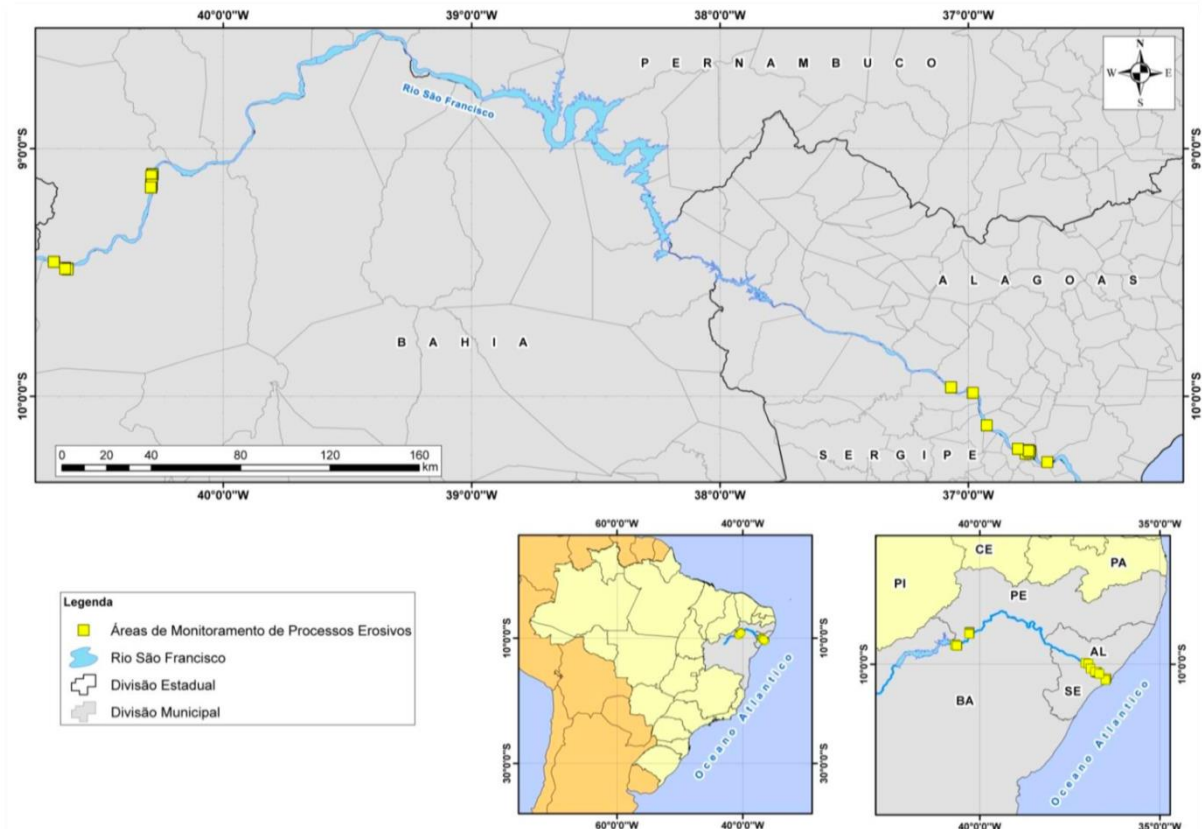 40°0'0"W 39°0'0"W 38°0'0"W 37°0'0"W
P E R N A M B U C O
N
W E
S
Rio São Francisco
9°0'0"S 9°0'0"S
A L A G O A S
B A H I A
10°0'0"S 10°0'0"S
S E R G I P E
0 20 40 80 120 160
km
40°0'0"W 39°0'0"W 38°0'0"W 37°0'0"W
Legenda
Áreas de Monitoramento de Processos Erosivos
Rio São Francisco
Divisão Estadual
Divisão Municipal
60°0'0"W 40°0'0"W
10°0'0"S 10°0'0"S
30°0'0"S 30°0'0"S
Oceano Atlantico
60°0'0"W 40°0'0"W
40°0'0"W 35°0'0"W
CE
PI
PA
PE
AL
10°0'0"S 10°0'0"S
SE
BA
Oceano Atlantico
40°0'0"W 35°0'0"W